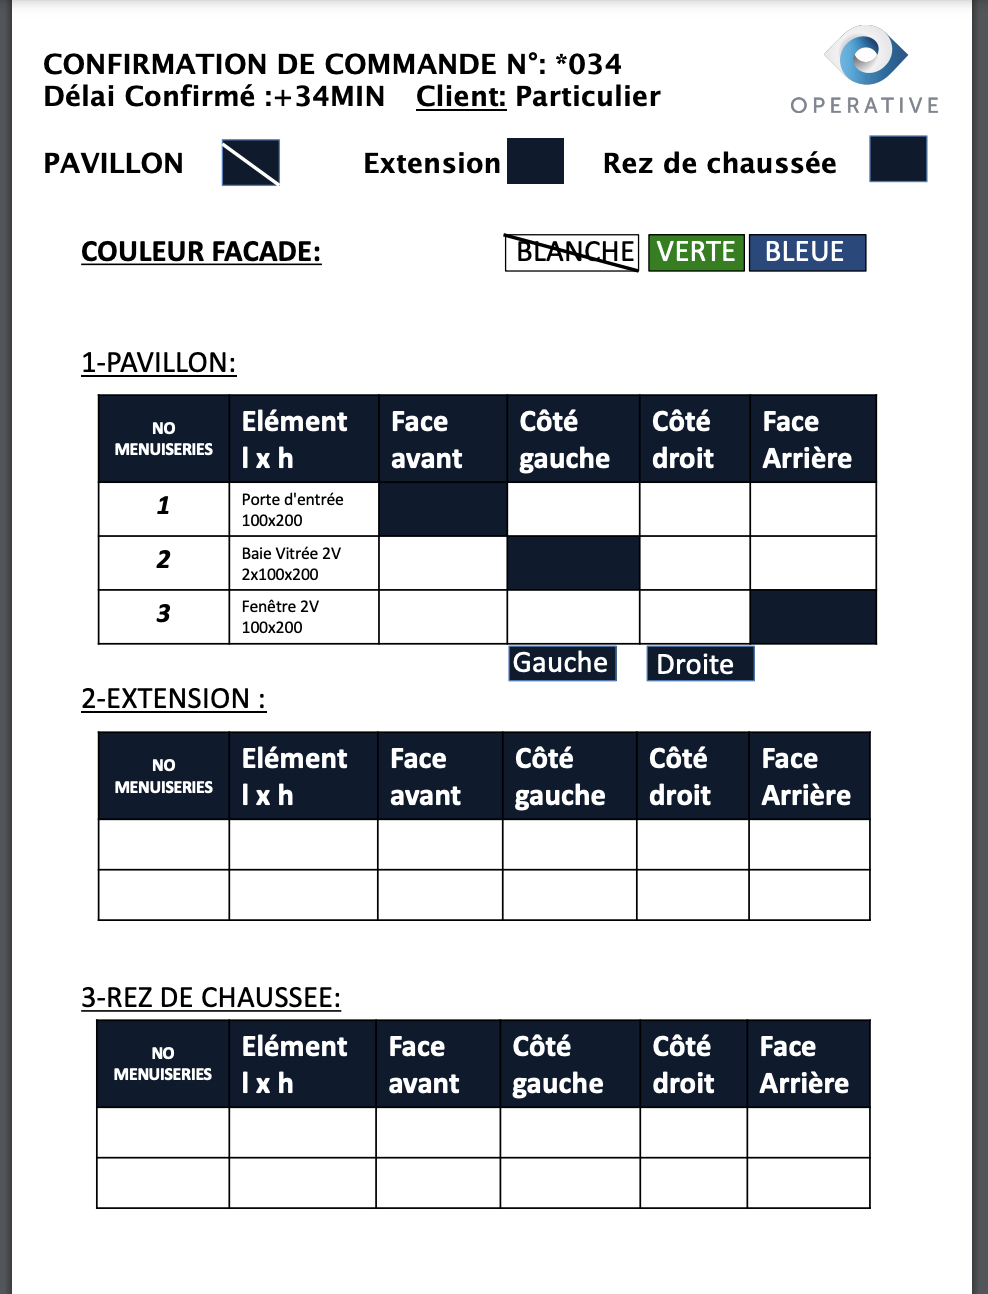 CONFIRMATION DE COMMANDE N°: *034
Délai Confirmé :+34MIN Client: Particulier
OPERATIVE
PAVILLON Extension Rez de chaussée
COULEUR FACADE: BLANCHE VERTE BLEUE
1-PAVILLON:
NO MENUISERIES Elément l x h Face avant Côté gauche Côté droit Face Arrière
1 Porte d'entrée 100x200
2 Baie Vitrée 2V 2x100x200
3 Fenêtre 2V 100x200
Gauche Droite
2-EXTENSION :
NO MENUISERIES Elément l x h Face avant Côté gauche Côté droit Face Arrière
3-REZ DE CHAUSSEE:
NO MENUISERIES Elément l x h Face avant Côté gauche Côté droit Face Arrière